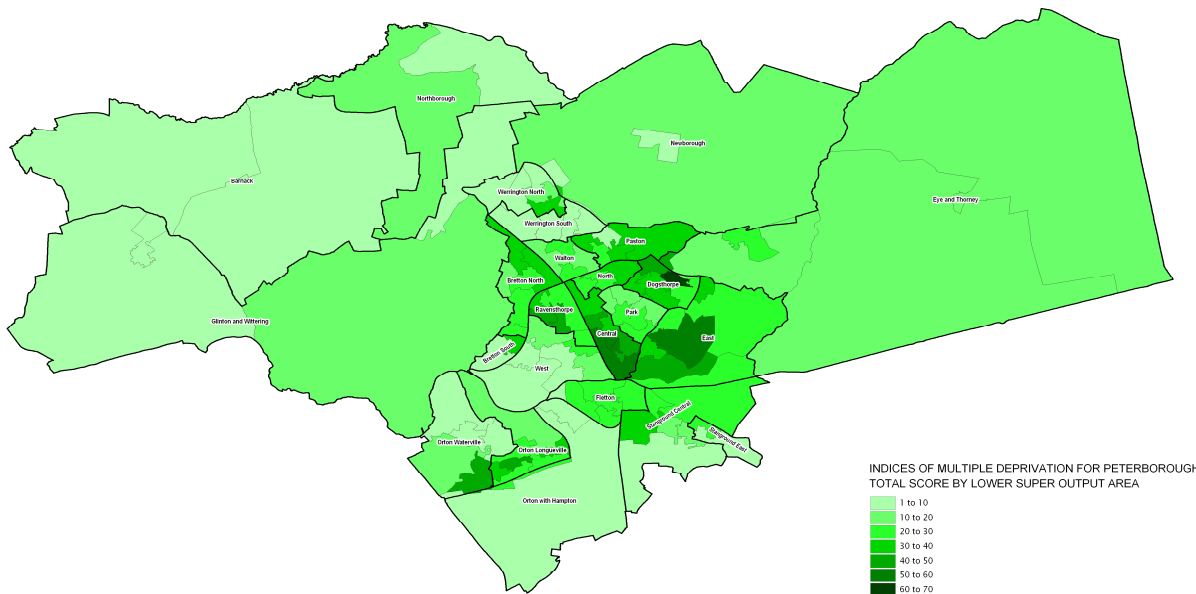 Northborough
Newborough
Barnack
Werrington North
Eye and Thorney
Werrington South
Paston
Walton
North
Bretton North
Dogsthorpe
Ravensthorpe
Park
Glinton and Wittering
Central
East
Bretton South
West
Fletton
Stanground Central
Stanground East
Orton Waterville
Orton Longueville
Orton with Hampton
INDICES OF MULTIPLE DEPRIVATION FOR PETERBOROUGH
TOTAL SCORE BY LOWER SUPER OUTPUT AREA
1 to 10
10 to 20
20 to 30
30 to 40
40 to 50
50 to 60
60 to 70